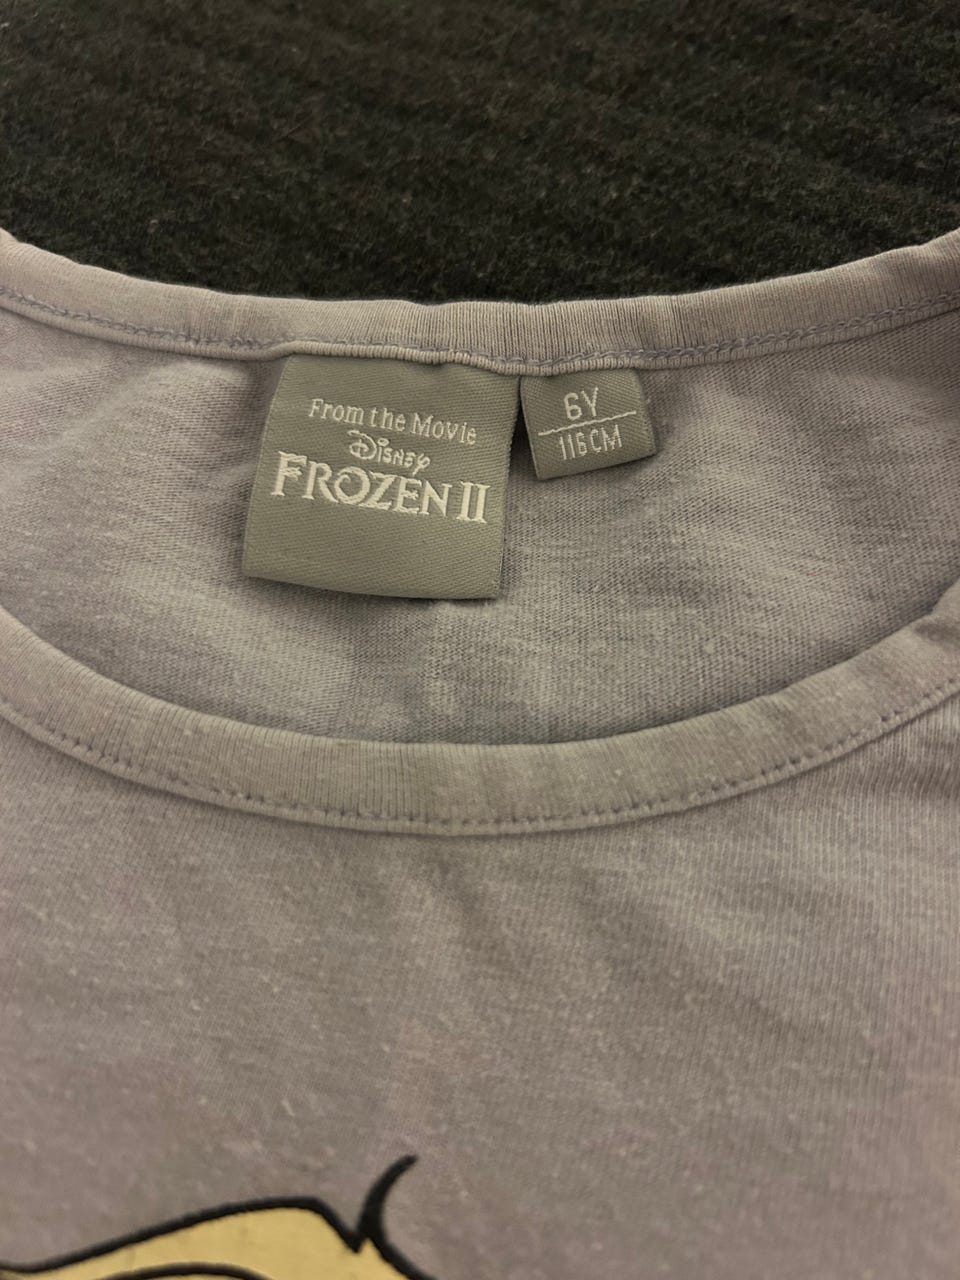 From the Movie
Disney
FROZEN II
6Y
116CM